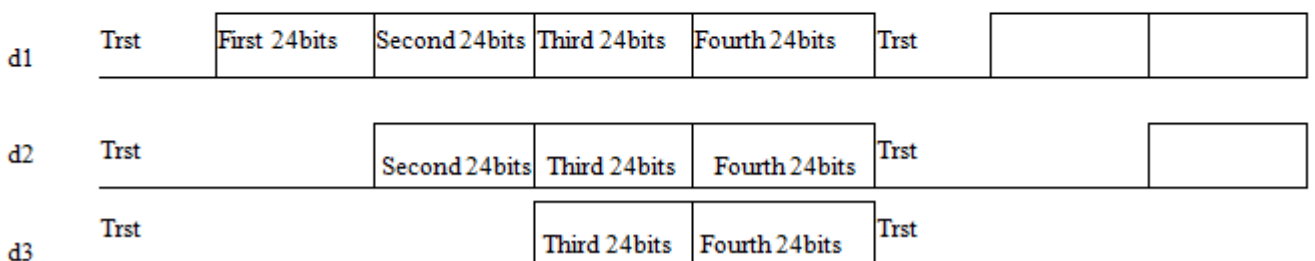 d1 Trst First 24bits Second 24bits Third 24bits Fourth 24bits Trst
d2 Trst Second 24bits Third 24bits Fourth 24bits Trst
d3 Trst Third 24bits Fourth 24bits Trst